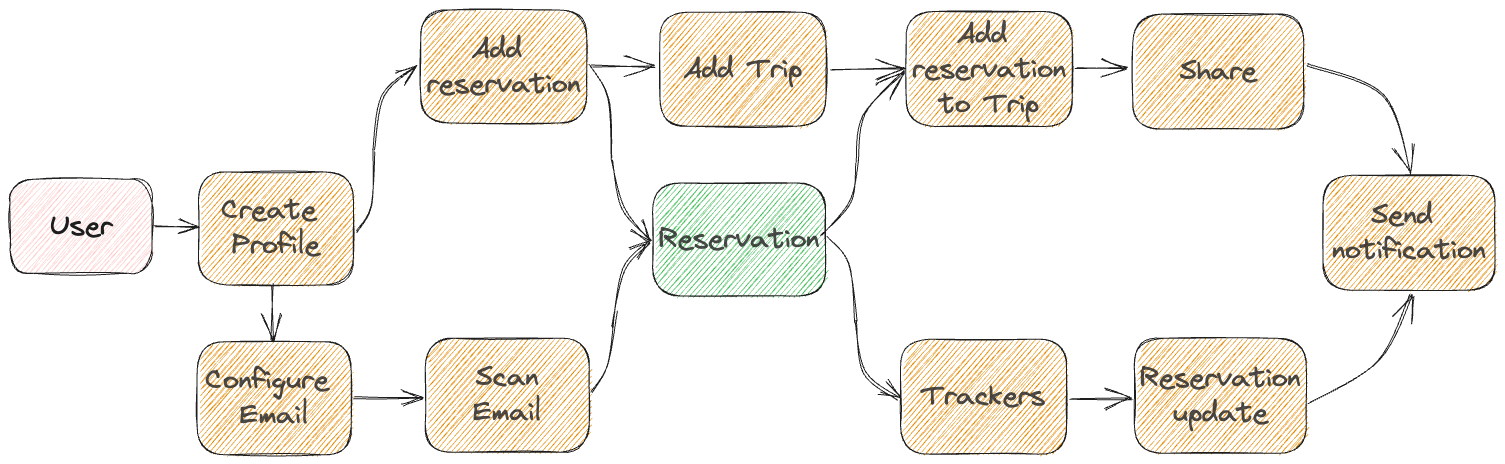 Add
reservation
Add Trip
Add
reservation
to Trip
Share
User
Create
Profile
Reservation
Send
notification
Configure
Email
Scan
Email
Trackers
Reservation
update